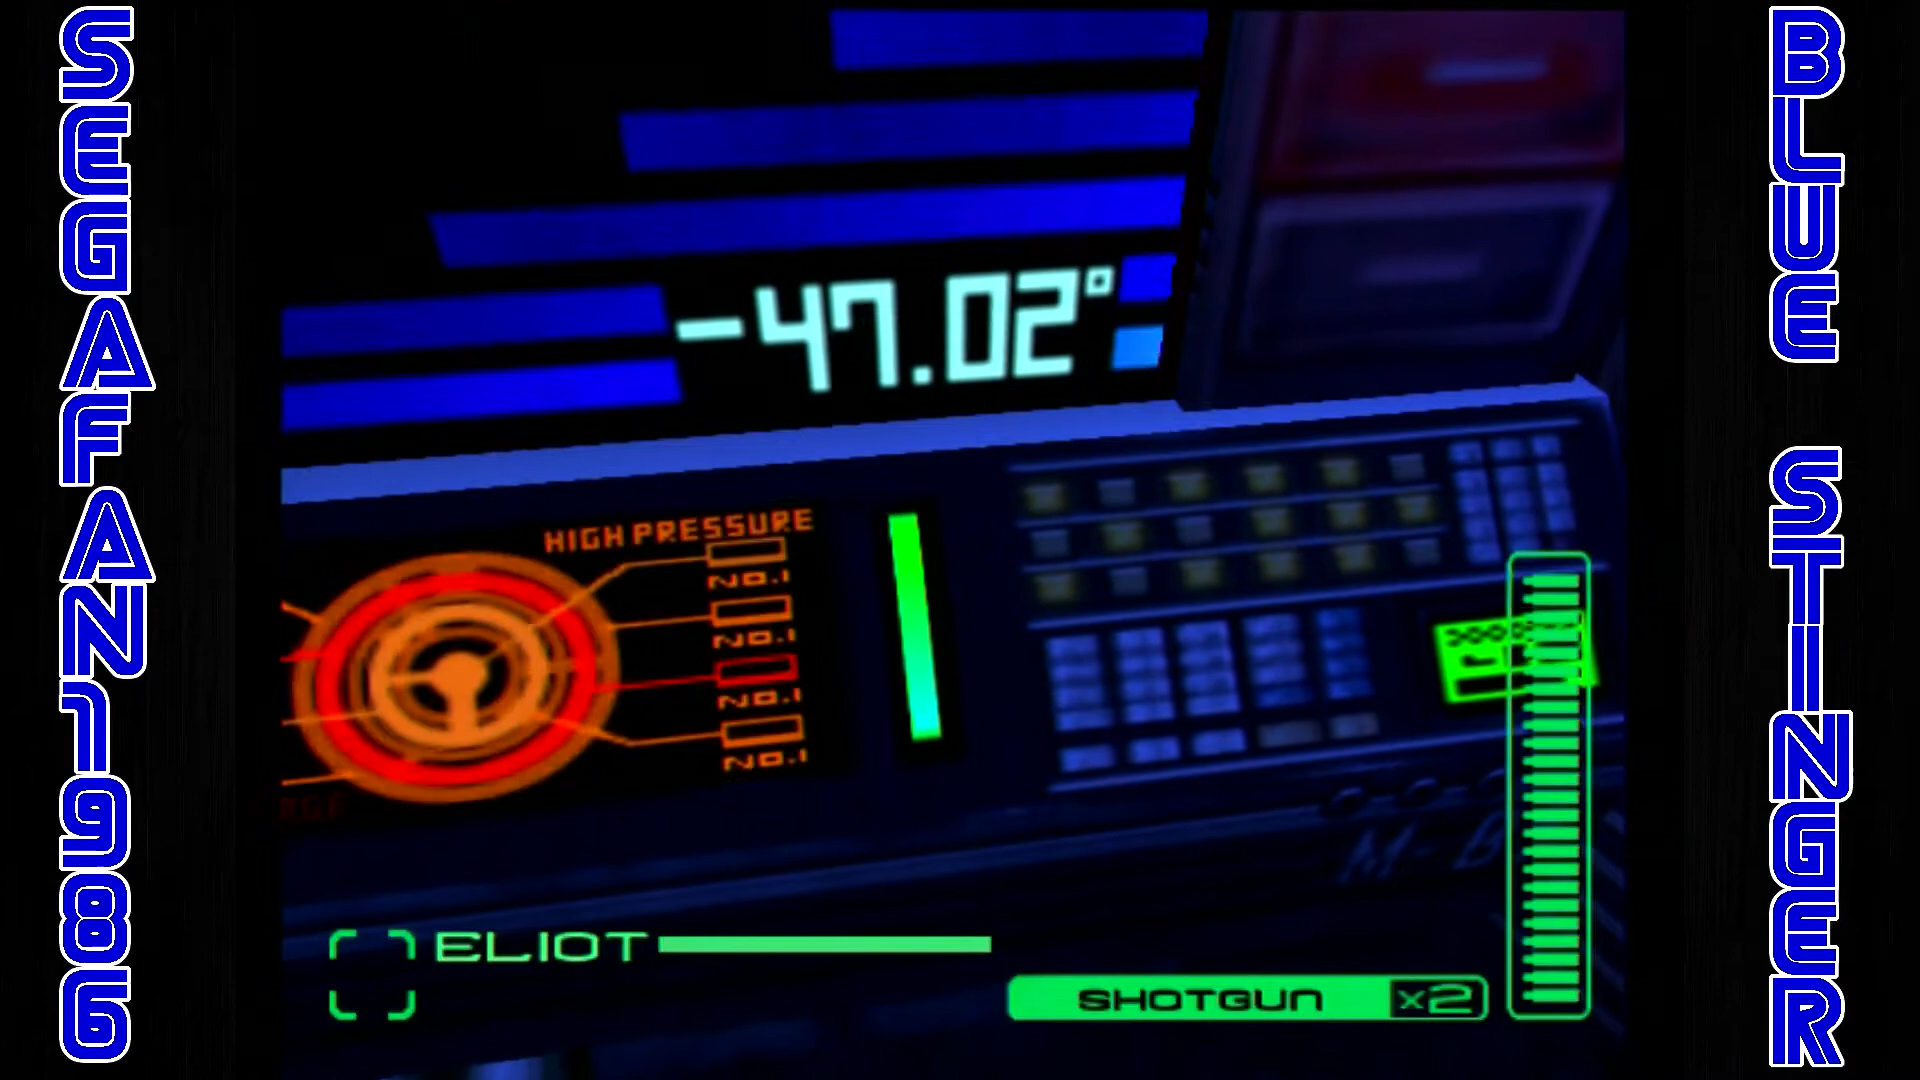 SEGAFAN1986
BLUE STINGER
-47.02°
HIGH PRESSURE
NO.1
NO.1
NO.1
NO.1
ELIOT
SHOTGUN x2